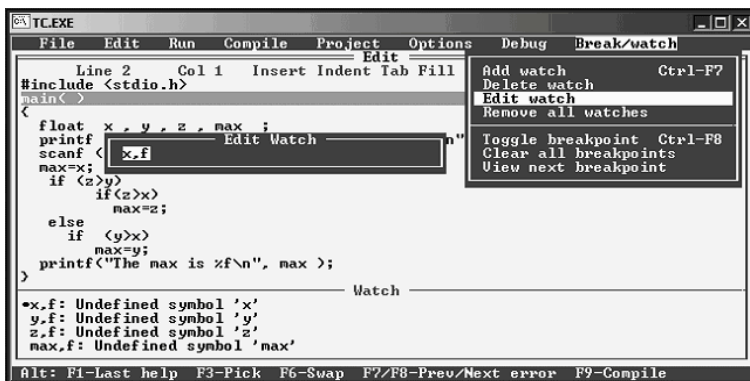 TC.EXE
File Edit Run Compile Project Options Debug Break/watch
Edit
Line 2 Col 1 Insert Indent Tab Fill
Add watch Ctrl-F7
Delete watch
Edit watch
Remove all watches
Toggle breakpoint Ctrl-F8
Clear all breakpoints
View next breakpoint
#include <stdio.h>
main( )
{
float x , y , z , max ;
printf n"
scanf (
Edit Watch
x,f
max=x;
if (z>y)
if(z>x)
max=z;
else
if (y>x)
max=y;
printf("The max is %f\n", max );
}
Watch
•x,f: Undefined symbol 'x'
y,f: Undefined symbol 'y'
z,f: Undefined symbol 'z'
max,f: Undefined symbol 'max'
Alt: F1-Last help F3-Pick F6-Swap F7/F8-Prev/Next error F9-Compile